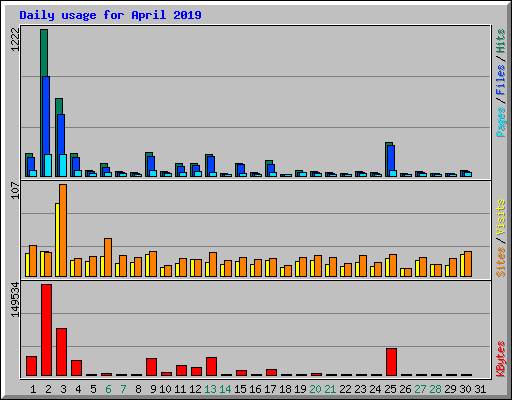 Daily usage for April 2019
1222
Pages / Files / Hits
107
Sites / Visits
149534
KBytes
1 2 3 4 5 6 7 8 9 10 11 12 13 14 15 16 17 18 19 20 21 22 23 24 25 26 27 28 29 30 31